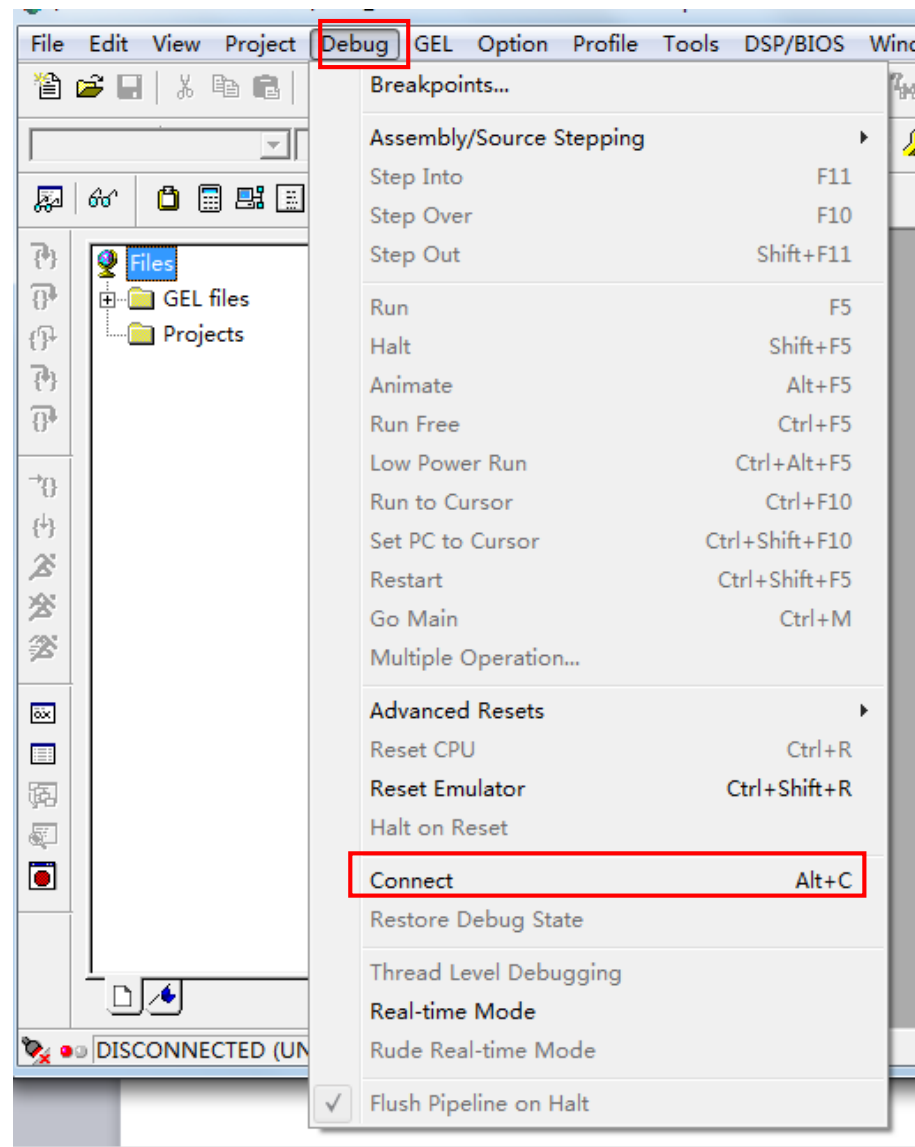 File Edit View Project Debug GEL Option Profile Tools DSP/BIOS
Breakpoints...
Assembly/Source Stepping
Step Into F11
Step Over F10
Step Out Shift+F11
Files
GEL files
Projects
Run F5
Halt Shift+F5
Animate Alt+F5
Run Free Ctrl+F5
Low Power Run Ctrl+Alt+F5
Run to Cursor Ctrl+F10
Set PC to Cursor Ctrl+Shift+F10
Restart Ctrl+Shift+F5
Go Main Ctrl+M
Multiple Operation...
Advanced Resets
Reset CPU Ctrl+R
Reset Emulator Ctrl+Shift+R
Halt on Reset
Connect Alt+C
Restore Debug State
Thread Level Debugging
Real-time Mode
Rude Real-time Mode
DISCONNECTED (UN
Flush Pipeline on Halt